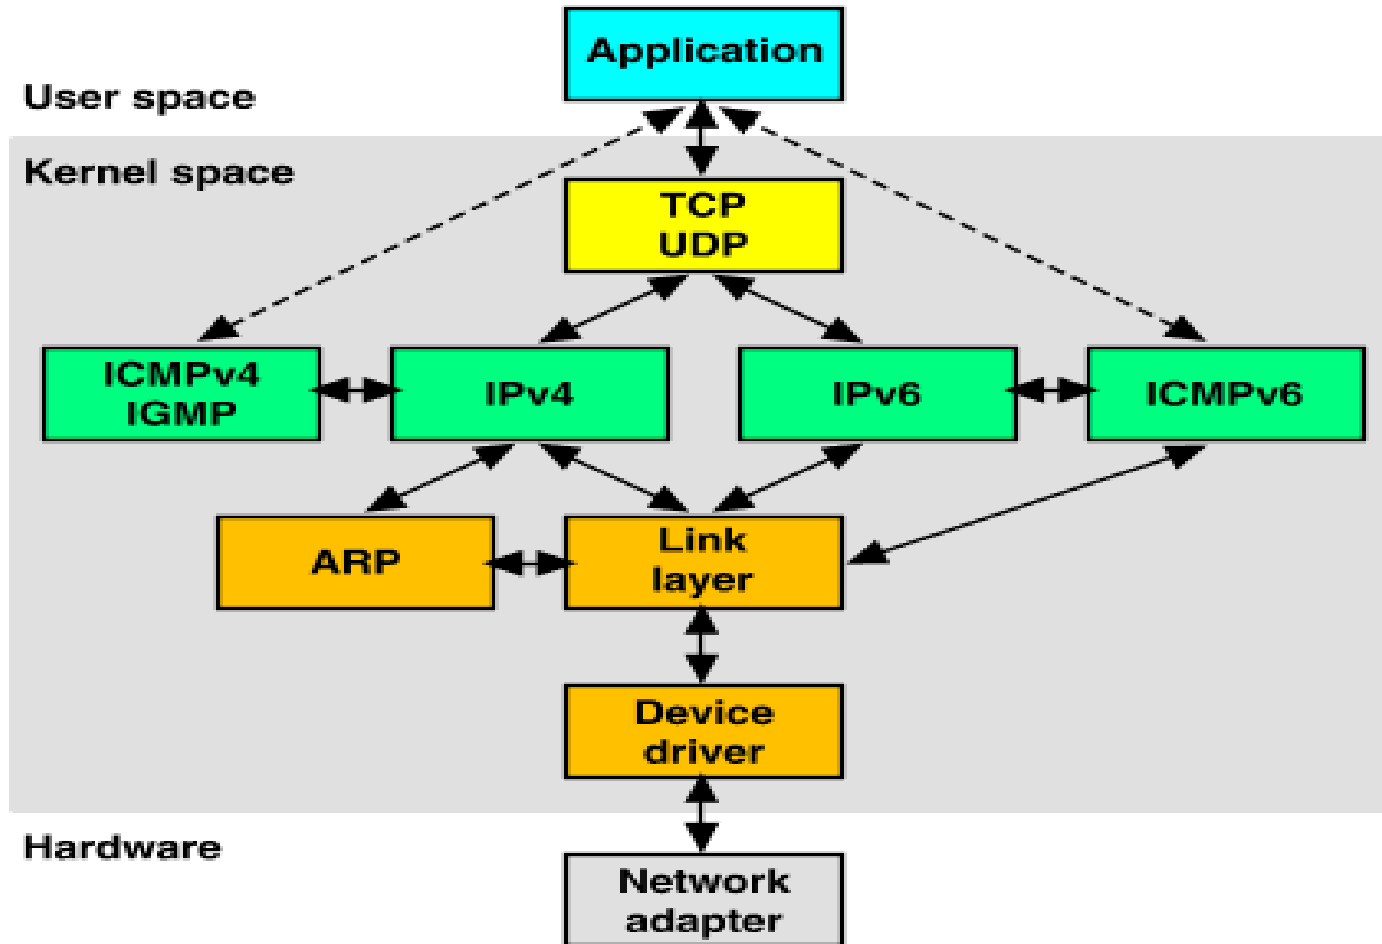 Application
User space
Kernel space
TCP
UDP
ICMPv4
IGMP
IPv4
IPv6
ICMPv6
ARP
Link
layer
Device
driver
Hardware
Network
adapter